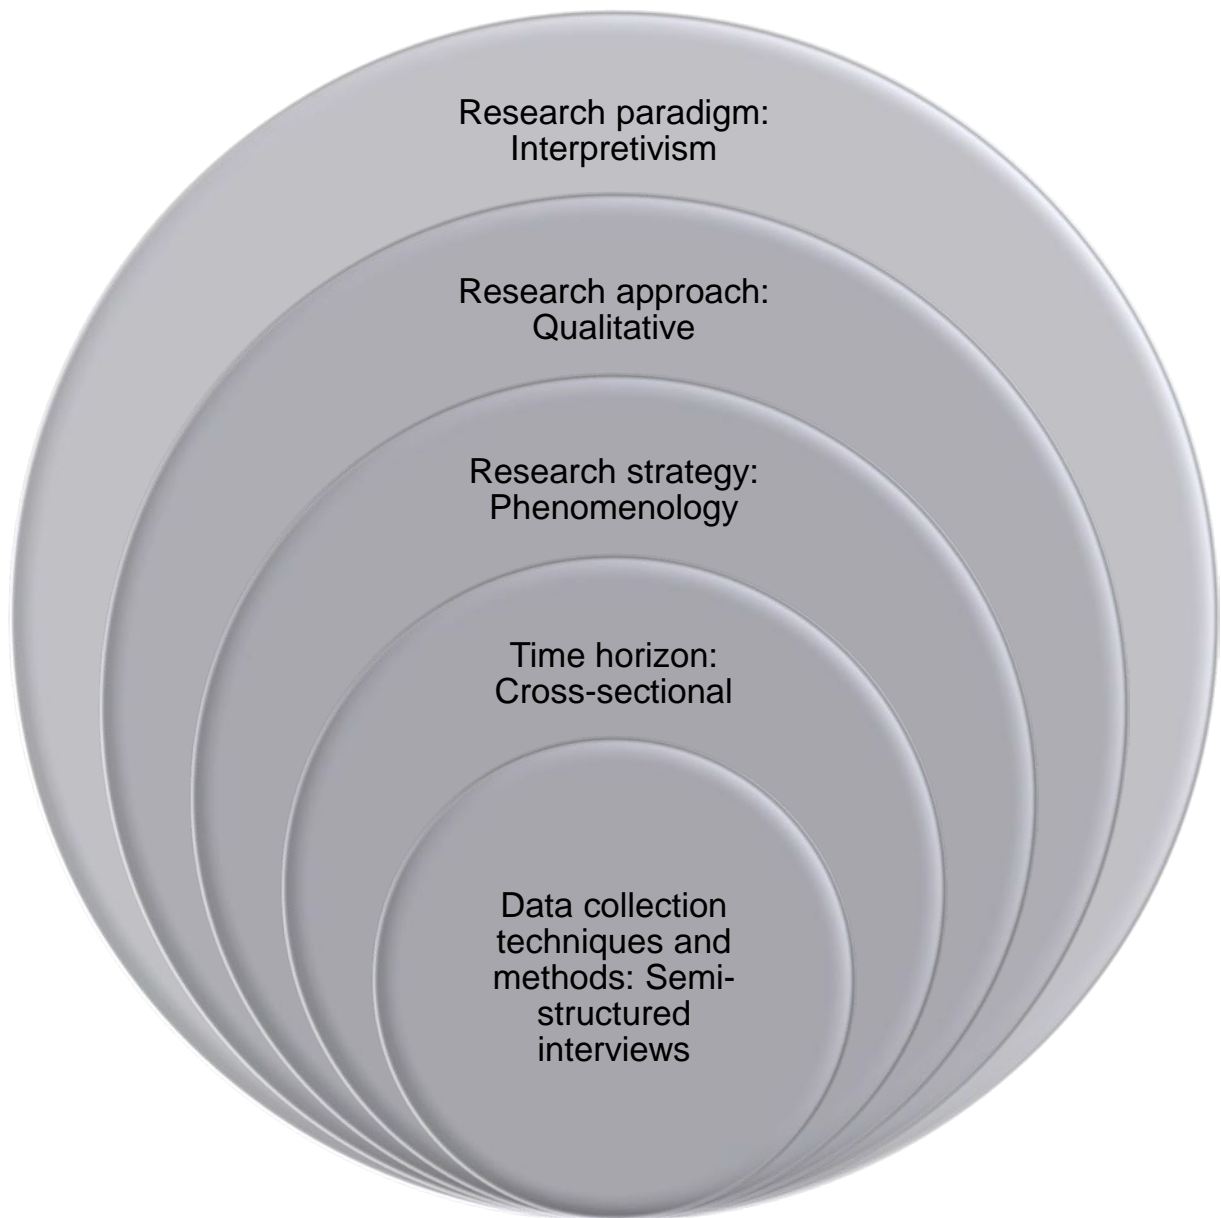 Research paradigm:
Interpretivism
Research approach:
Qualitative
Research strategy:
Phenomenology
Time horizon:
Cross-sectional
Data collection
techniques and
methods: Semi-
structured
interviews